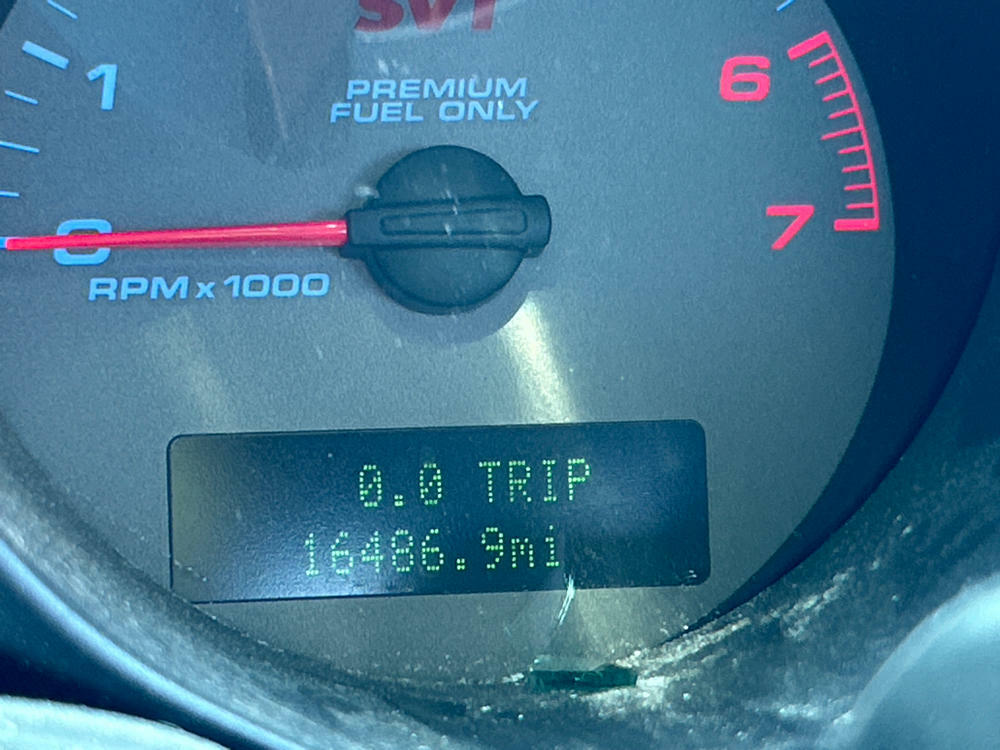 SVT
PREMIUM
FUEL ONLY
1
6
0
7
RPM x 1000
0.0 TRIP
16486.9mi